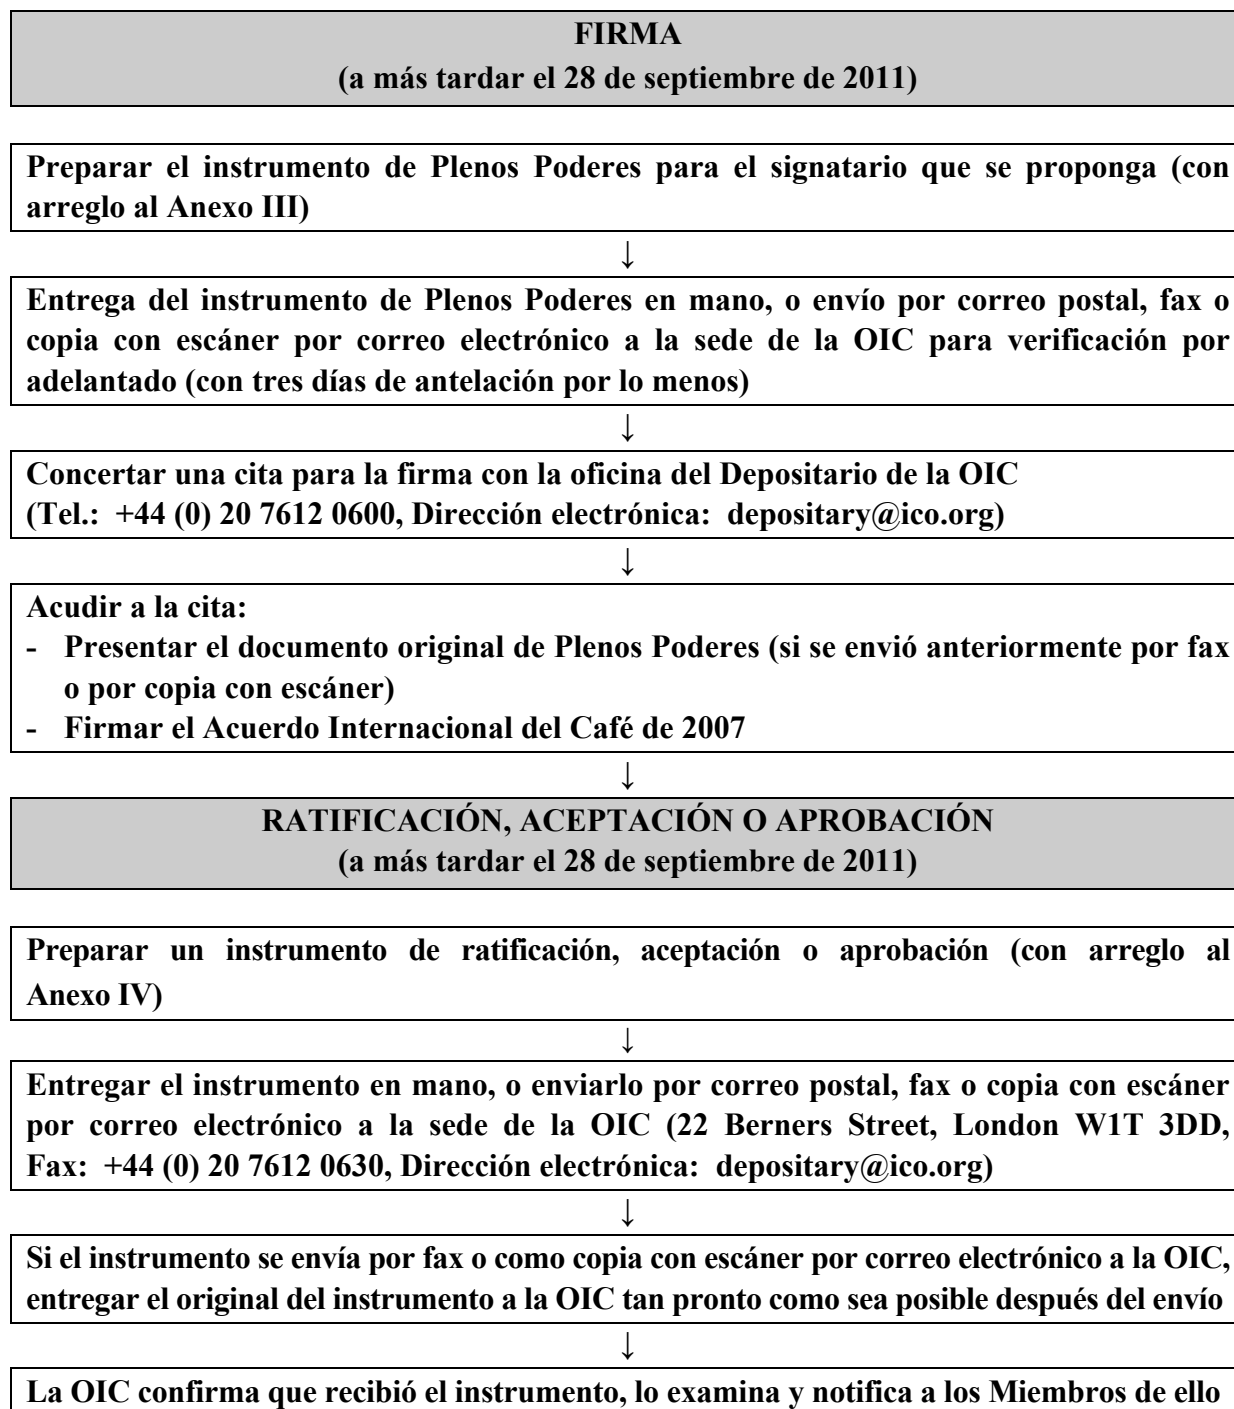 FIRMA
(a más tardar el 28 de septiembre de 2011)
Preparar el instrumento de Plenos Poderes para el signatario que se proponga (con
arreglo al Anexo III)
↓
Entrega del instrumento de Plenos Poderes en mano, o envío por correo postal, fax o
copia con escáner por correo electrónico a la sede de la OIC para verificación por
adelantado (con tres días de antelación por lo menos)
↓
Concertar una cita para la firma con la oficina del Depositario de la OIC
(Tel.: +44 (0) 20 7612 0600, Dirección electrónica: depositary@ico.org)
↓
Acudir a la cita:
- Presentar el documento original de Plenos Poderes (si se envió anteriormente por fax
o por copia con escáner)
- Firmar el Acuerdo Internacional del Café de 2007
↓
RATIFICACIÓN, ACEPTACIÓN O APROBACIÓN
(a más tardar el 28 de septiembre de 2011)
Preparar un instrumento de ratificación, aceptación o aprobación (con arreglo al
Anexo IV)
↓
Entregar el instrumento en mano, o enviarlo por correo postal, fax o copia con escáner
por correo electrónico a la sede de la OIC (22 Berners Street, London W1T 3DD,
Fax: +44 (0) 20 7612 0630, Dirección electrónica: depositary@ico.org)
↓
Si el instrumento se envía por fax o como copia con escáner por correo electrónico a la OIC,
entregar el original del instrumento a la OIC tan pronto como sea posible después del envío
↓
La OIC confirma que recibió el instrumento, lo examina y notifica a los Miembros de ello